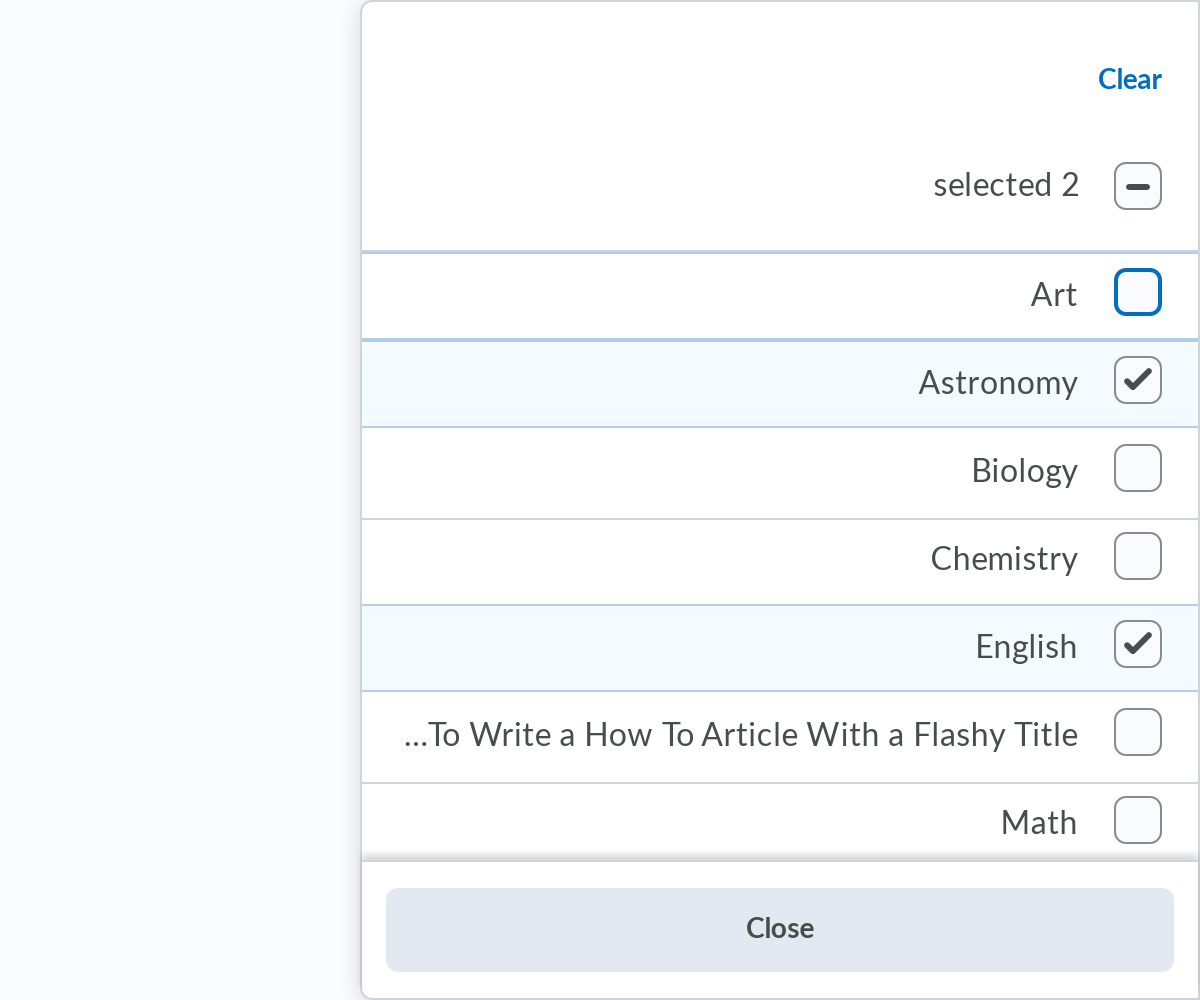 Clear
selected 2
Art
Astronomy
Biology
Chemistry
English
...To Write a How To Article With a Flashy Title
Math
Close